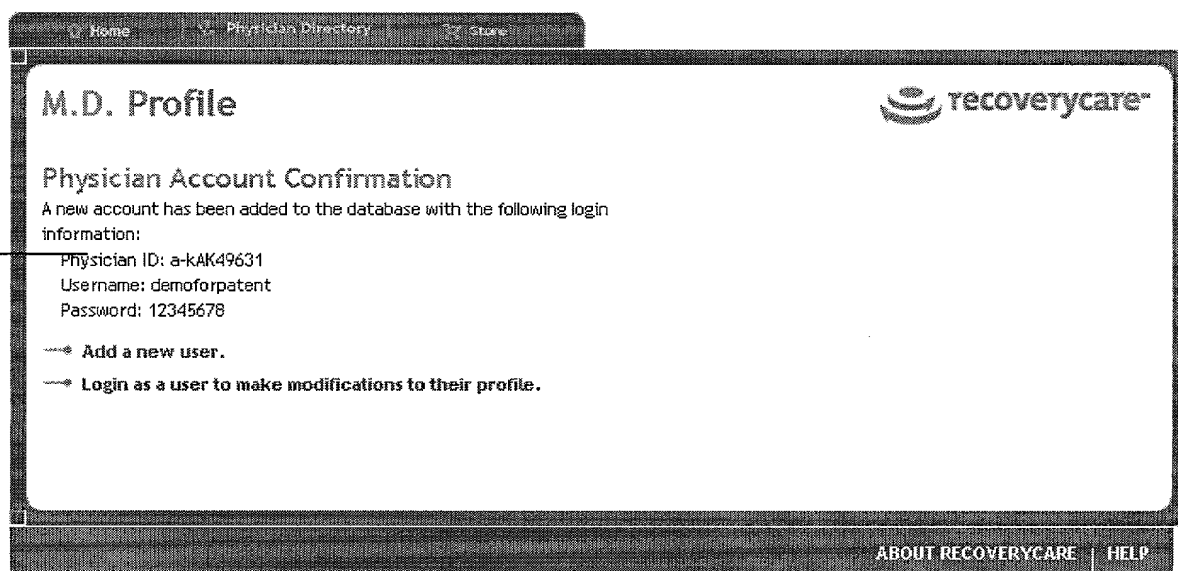 Home Physician Directory Store
M.D. Profile
recoverycare™
Physician Account Confirmation
A new account has been added to the database with the following login
information:
Physician ID: a-kAK49631
Username: demoforpatent
Password: 12345678
Add a new user.
Login as a user to make modifications to their profile.
ABOUT RECOVERYCARE | HELP